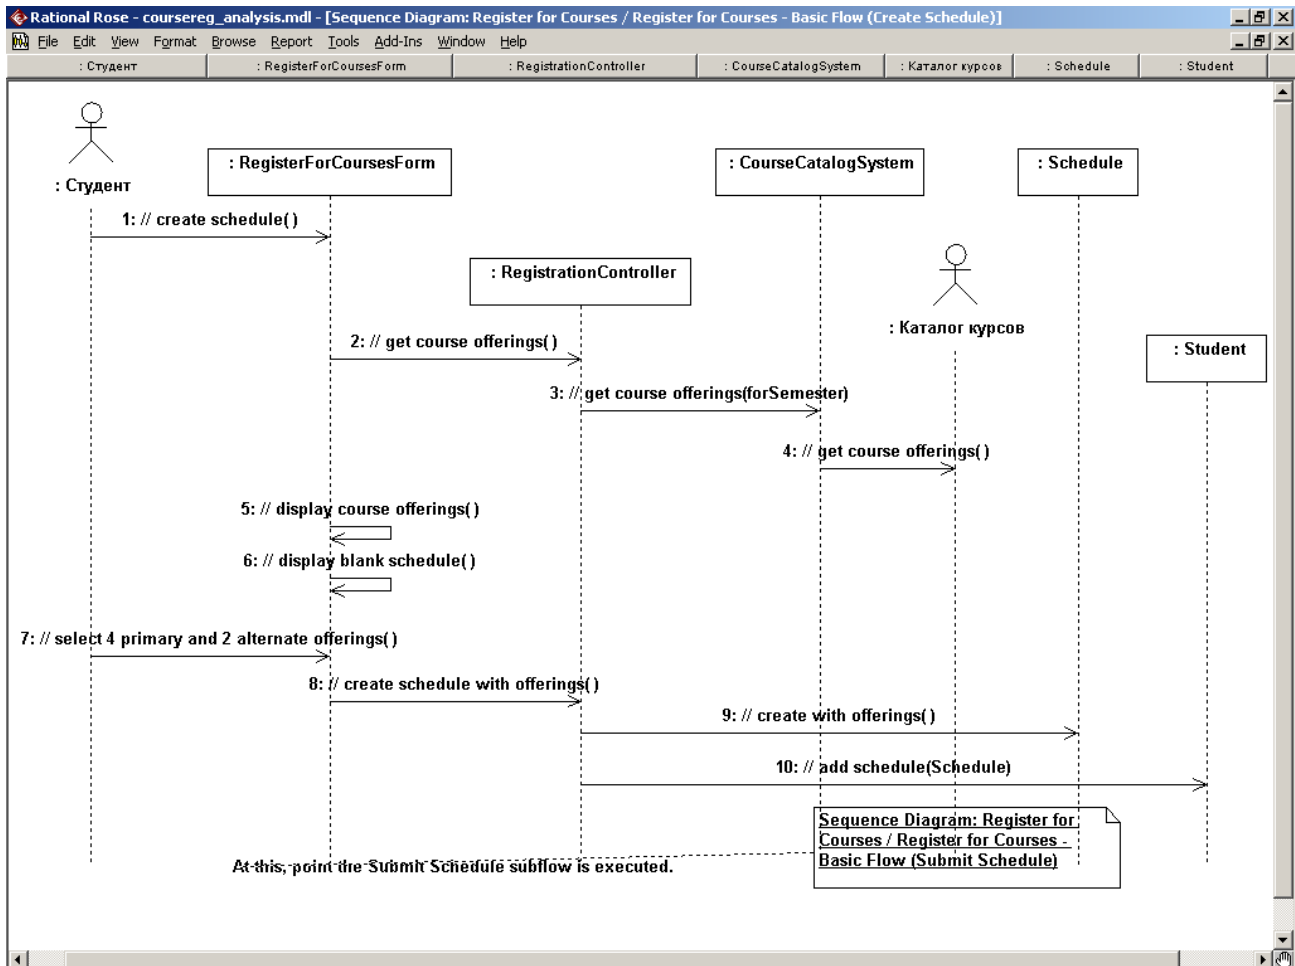 Rational Rose - coursereg_analysis.mdl - [Sequence Diagram: Register for Courses / Register for Courses - Basic Flow (Create Schedule)]
File Edit View Format Browse Report Tools Add-Ins Window Help
: Студент : RegisterForCoursesForm : RegistrationController : CourseCatalogSystem : Каталог курсов : Schedule : Student
: RegisterForCoursesForm : CourseCatalogSystem : Schedule
: Студент
1: // create schedule( )
: RegistrationController
: Каталог курсов
2: // get course offerings( )
: Student
3: // get course offerings(forSemester)
4: // get course offerings( )
5: // display course offerings( )
6: // display blank schedule( )
7: // select 4 primary and 2 alternate offerings( )
8: // create schedule with offerings( )
9: // create with offerings( )
10: // add schedule(Schedule)
Sequence Diagram: Register for
Courses / Register for Courses -
Basic Flow (Submit Schedule)
At this, point the Submit Schedule subflow is executed.